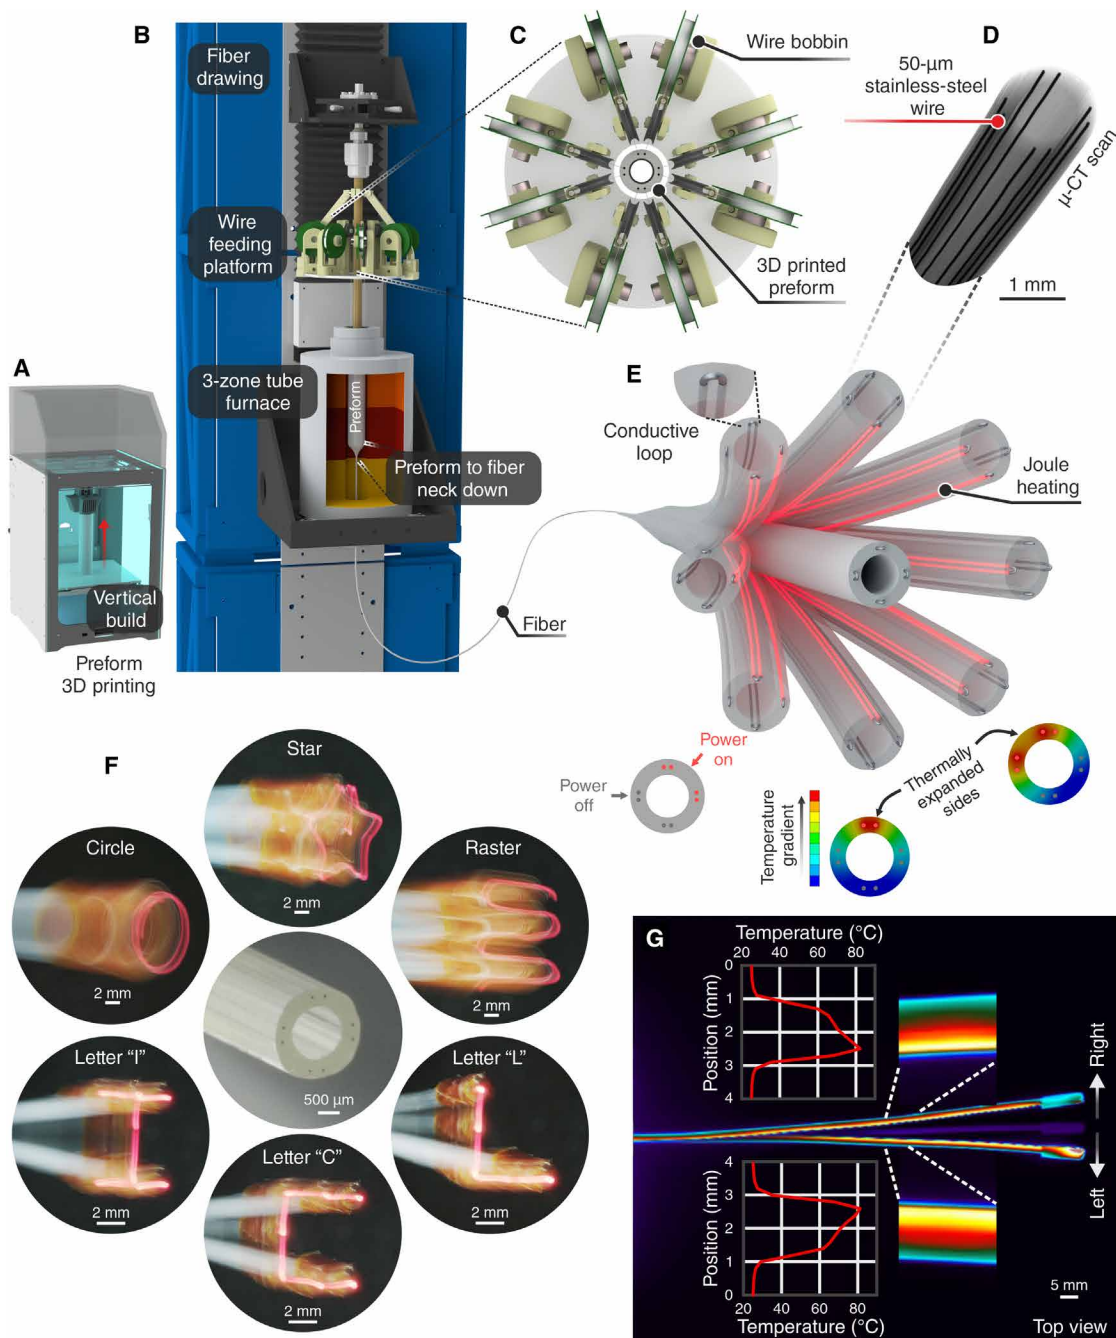 A
Vertical
build
Preform
3D printing
B
Fiber
drawing
Wire
feeding
platform
3-zone tube
furnace
Preform
Preform to fiber
neck down
Fiber
C
Wire bobbin
3D printed
preform
D
50-µm
stainless-steel
wire
µ-CT scan
1 mm
E
Conductive
loop
Joule
heating
Power
on
Power
off
Thermally
expanded
sides
Temperature
gradient
F
Star
2 mm
Circle
2 mm
Raster
2 mm
500 µm
Letter “I”
2 mm
Letter “L”
2 mm
Letter “C”
2 mm
G
Temperature (°C)
20 40 60 80
Position (mm)
0
1
2
3
4
Position (mm)
4
3
2
1
0
20 40 60 80
Temperature (°C)
Right
Left
5 mm
Top view